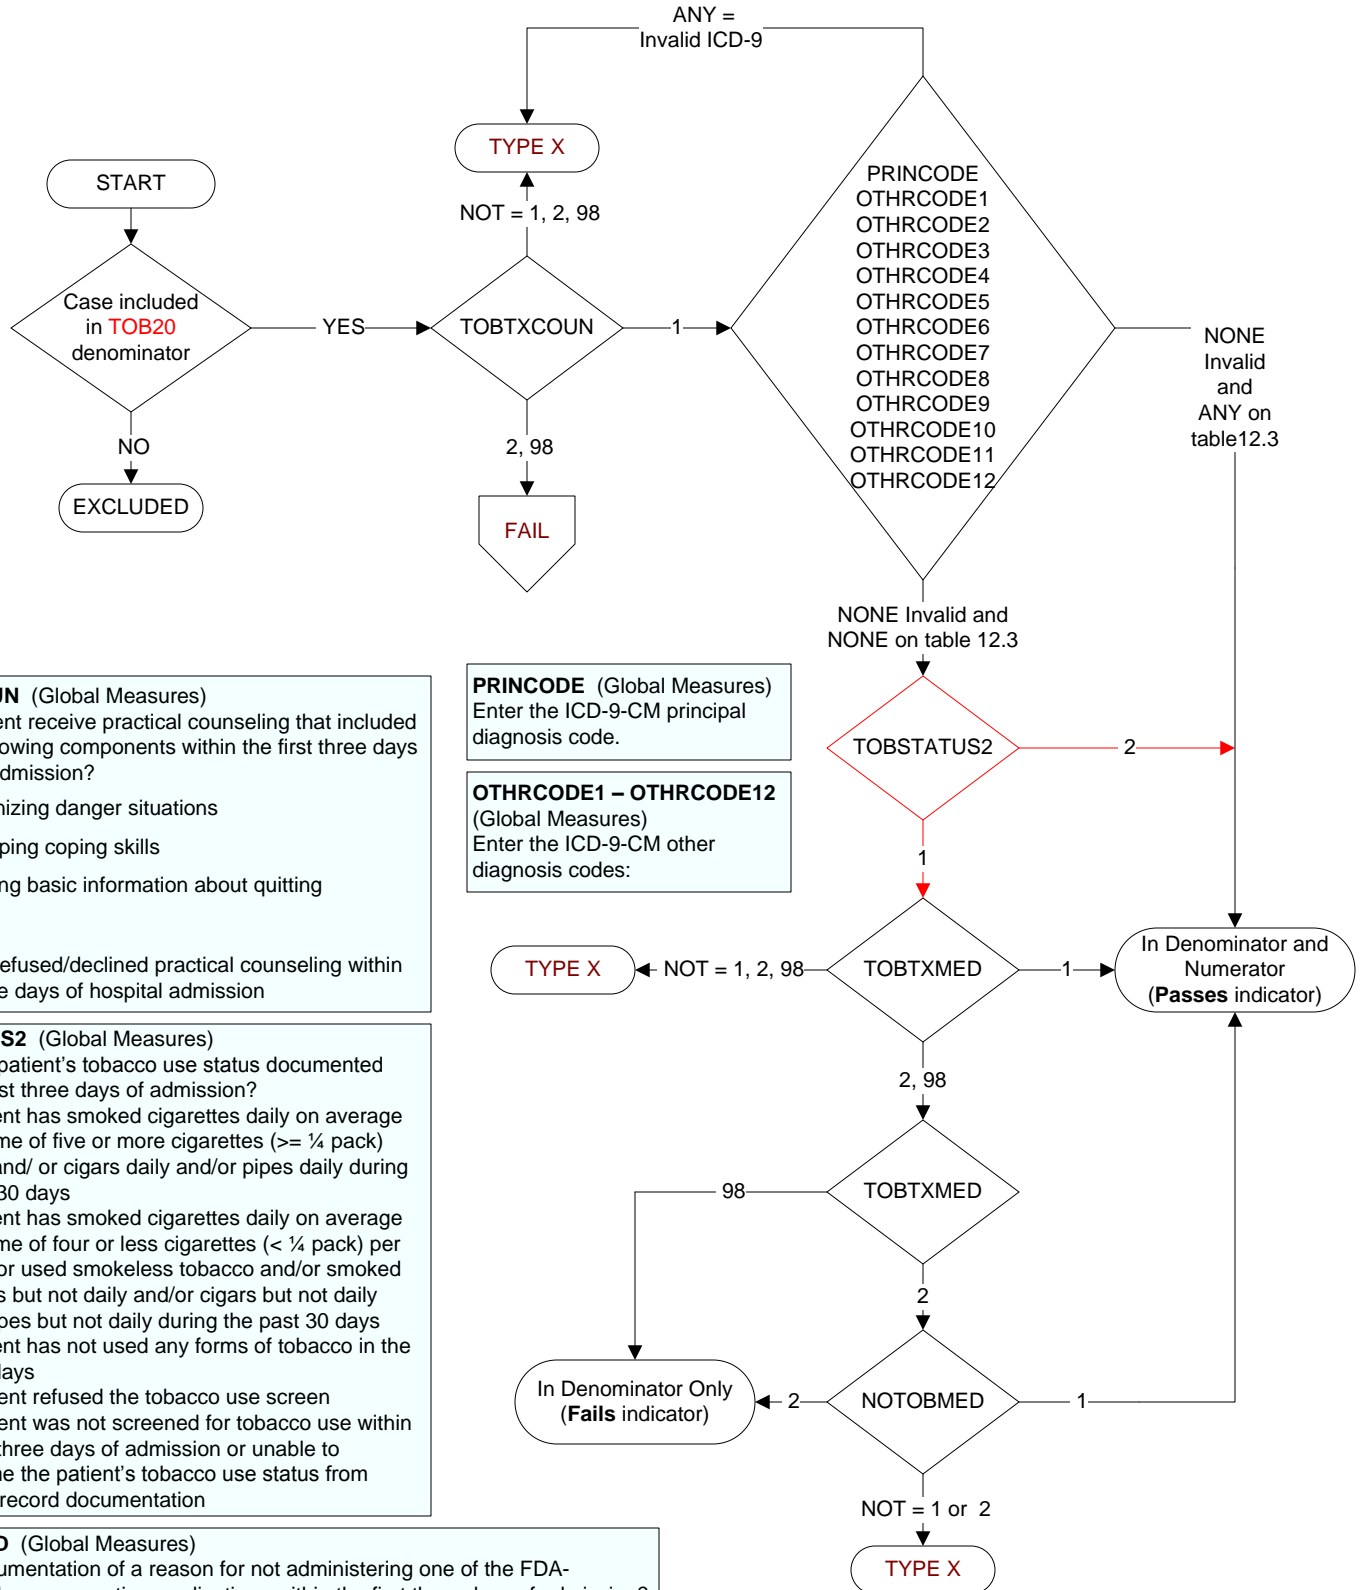 ANY =
Invalid ICD-9
TYPE X
START
NOT = 1, 2, 98
Case included
in TOB20
denominator
YES
TOBTXCOUN
1
PRINCODE
OTHRCODE1
OTHRCODE2
OTHRCODE3
OTHRCODE4
OTHRCODE5
OTHRCODE6
OTHRCODE7
OTHRCODE8
OTHRCODE9
OTHRCODE10
OTHRCODE11
OTHRCODE12
NONE
Invalid
and
ANY on
table12.3
NO
EXCLUDED
2, 98
FAIL
NONE Invalid and
NONE on table 12.3
UN (Global Measures)
ent receive practical counseling that included
owing components within the first three days
dmission?
nizing danger situations
ping coping skills
ng basic information about quitting
efused/declined practical counseling within
e days of hospital admission
PRINCODE (Global Measures)
Enter the ICD-9-CM principal
diagnosis code.
OTHRCODE1 – OTHRCODE12
(Global Measures)
Enter the ICD-9-CM other
diagnosis codes:
TOBSTATUS2
2
1
TYPE X
NOT = 1, 2, 98
TOBTXMED
1
In Denominator and
Numerator
(Passes indicator)
S2 (Global Measures)
patient's tobacco use status documented
st three days of admission?
ent has smoked cigarettes daily on average
me of five or more cigarettes (>= ¼ pack)
and/ or cigars daily and/or pipes daily during
30 days
ent has smoked cigarettes daily on average
me of four or less cigarettes (< ¼ pack) per
or used smokeless tobacco and/or smoked
s but not daily and/or cigars but not daily
pes but not daily during the past 30 days
ent has not used any forms of tobacco in the
days
ent refused the tobacco use screen
ent was not screened for tobacco use within
three days of admission or unable to
ne the patient's tobacco use status from
record documentation
2, 98
98
TOBTXMED
2
In Denominator Only
(Fails indicator)
2
NOTOBMED
1
NOT = 1 or 2
TYPE X
D (Global Measures)
umentation of a reason for not administering one of the FDA-